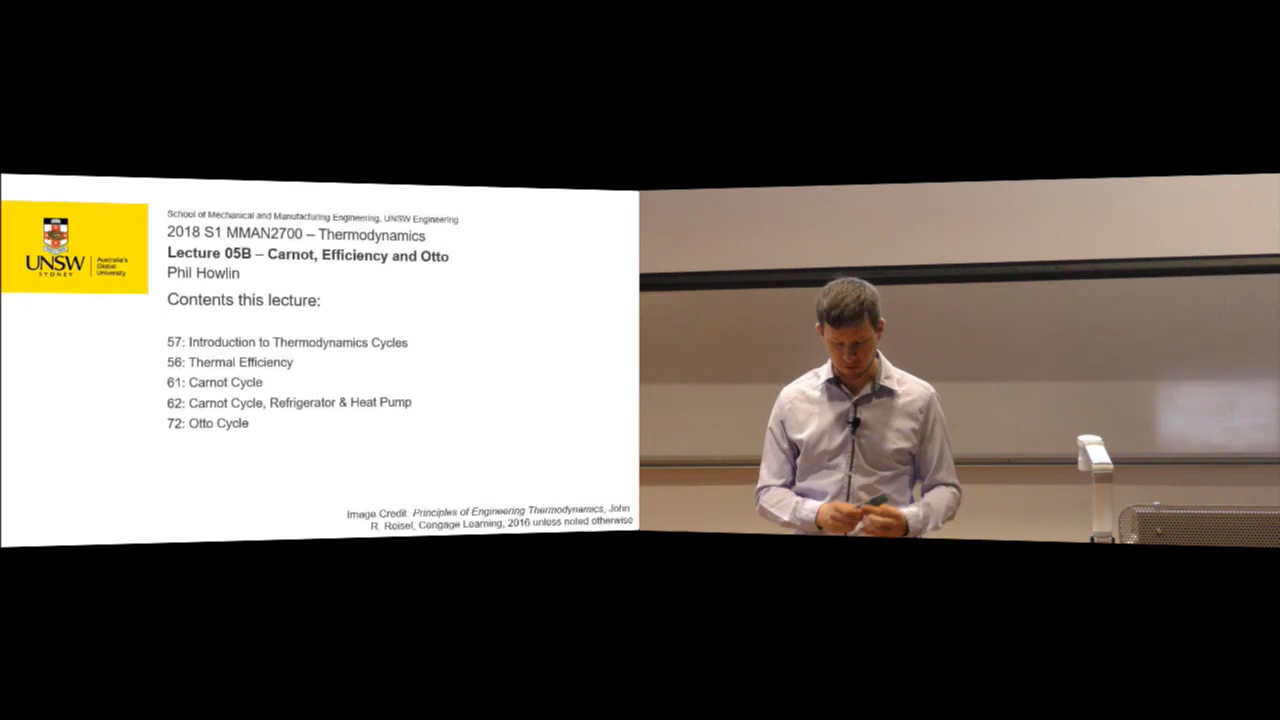 UNSW
SYDNEY
Australia's
Global
University
School of Mechanical and Manufacturing Engineering, UNSW Engineering
2018 S1 MMAN2700 – Thermodynamics
Lecture 05B – Carnot, Efficiency and Otto
Phil Howlin
Contents this lecture:
57: Introduction to Thermodynamics Cycles
56: Thermal Efficiency
61: Carnot Cycle
62: Carnot Cycle, Refrigerator & Heat Pump
72: Otto Cycle
Image Credit: Principles of Engineering Thermodynamics, John
R. Reisel, Cengage Learning, 2016 unless noted otherwise